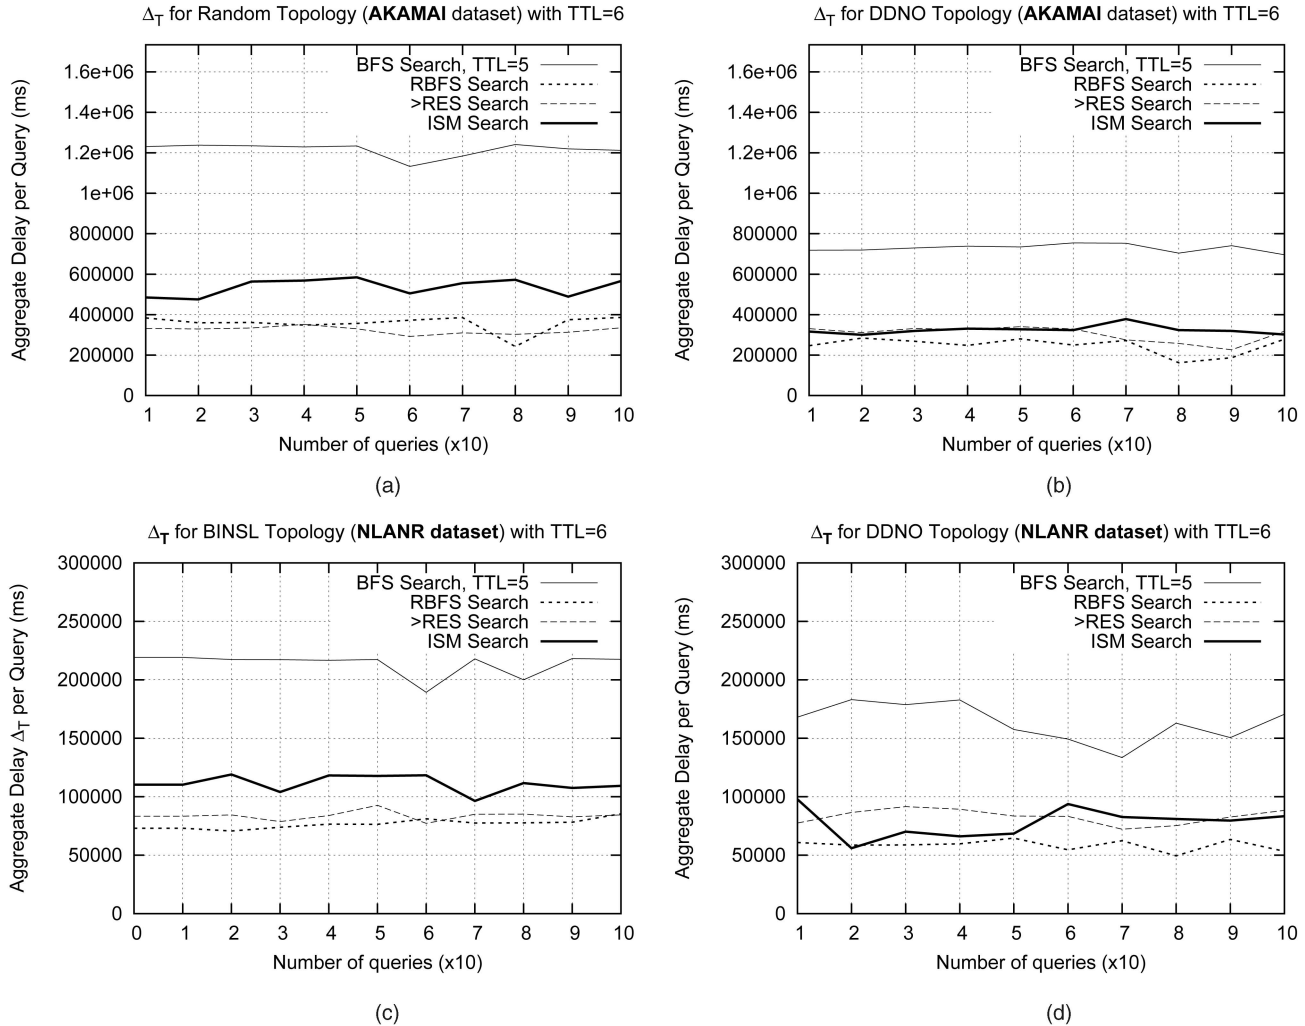 ΔT for Random Topology (AKAMAI dataset) with TTL=6
Aggregate Delay per Query (ms)
1.6e+06
1.4e+06
1.2e+06
1e+06
800000
600000
400000
200000
0
BFS Search, TTL=5
RBFS Search
>RES Search
ISM Search
1 2 3 4 5 6 7 8 9 10
Number of queries (x10)
(a)
ΔT for DDNO Topology (AKAMAI dataset) with TTL=6
Aggregate Delay per Query (ms)
1.6e+06
1.4e+06
1.2e+06
1e+06
800000
600000
400000
200000
0
BFS Search, TTL=5
RBFS Search
>RES Search
ISM Search
1 2 3 4 5 6 7 8 9 10
Number of queries (x10)
(b)
ΔT for BINSL Topology (NLANR dataset) with TTL=6
Aggregate Delay ΔT per Query (ms)
300000
250000
200000
150000
100000
50000
0
BFS Search, TTL=5
RBFS Search
>RES Search
ISM Search
0 1 2 3 4 5 6 7 8 9 10
Number of queries (x10)
(c)
ΔT for DDNO Topology (NLANR dataset) with TTL=6
Aggregate Delay per Query (ms)
300000
250000
200000
150000
100000
50000
0
BFS Search, TTL=5
RBFS Search
>RES Search
ISM Search
1 2 3 4 5 6 7 8 9 10
Number of queries (x10)
(d)